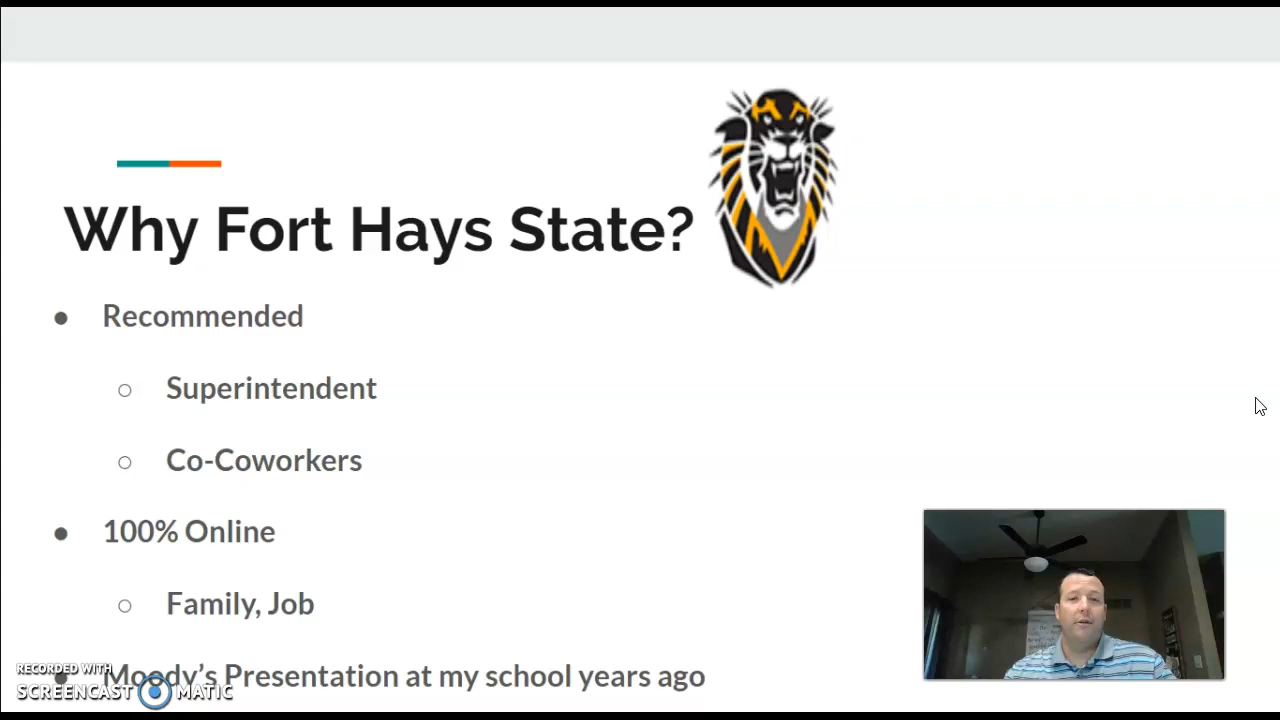 Why Fort Hays State?
● Recommended
○ Superintendent
○ Co-Coworkers
● 100% Online
○ Family, Job
● Moody's Presentation at my school years ago
RECORDED WITH
SCREENCAST MATIC